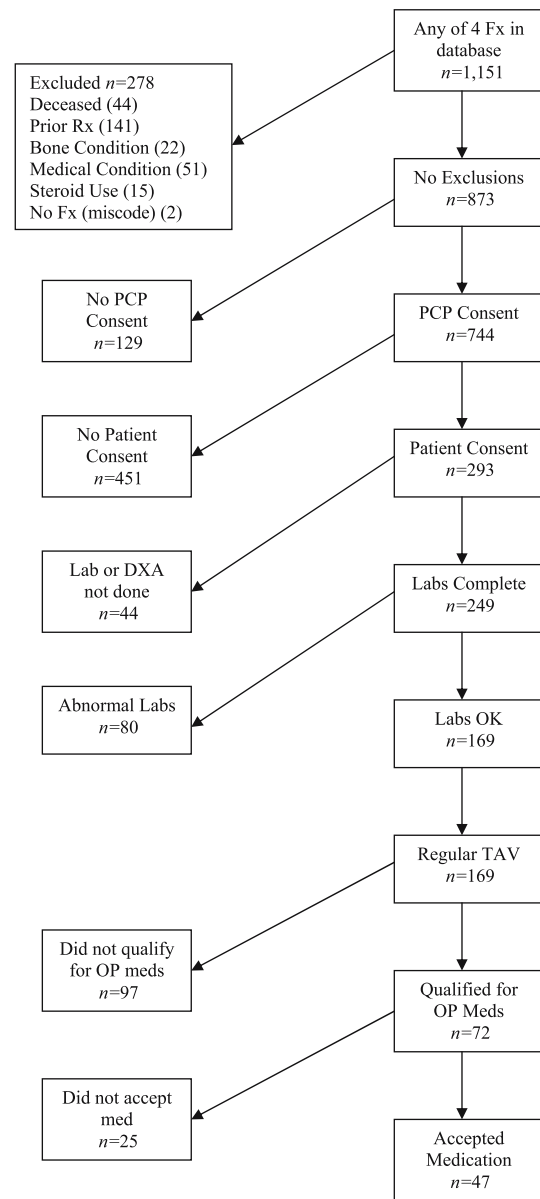 Any of 4 Fx in
database
n=1,151
Excluded n=278
Deceased (44)
Prior Rx (141)
Bone Condition (22)
Medical Condition (51)
Steroid Use (15)
No Fx (miscode) (2)
No Exclusions
n=873
No PCP
Consent
n=129
PCP Consent
n=744
No Patient
Consent
n=451
Patient Consent
n=293
Lab or DXA
not done
n=44
Labs Complete
n=249
Abnormal Labs
n=80
Labs OK
n=169
Regular TAV
n=169
Did not qualify
for OP meds
n=97
Qualified for
OP Meds
n=72
Did not accept
med
n=25
Accepted
Medication
n=47